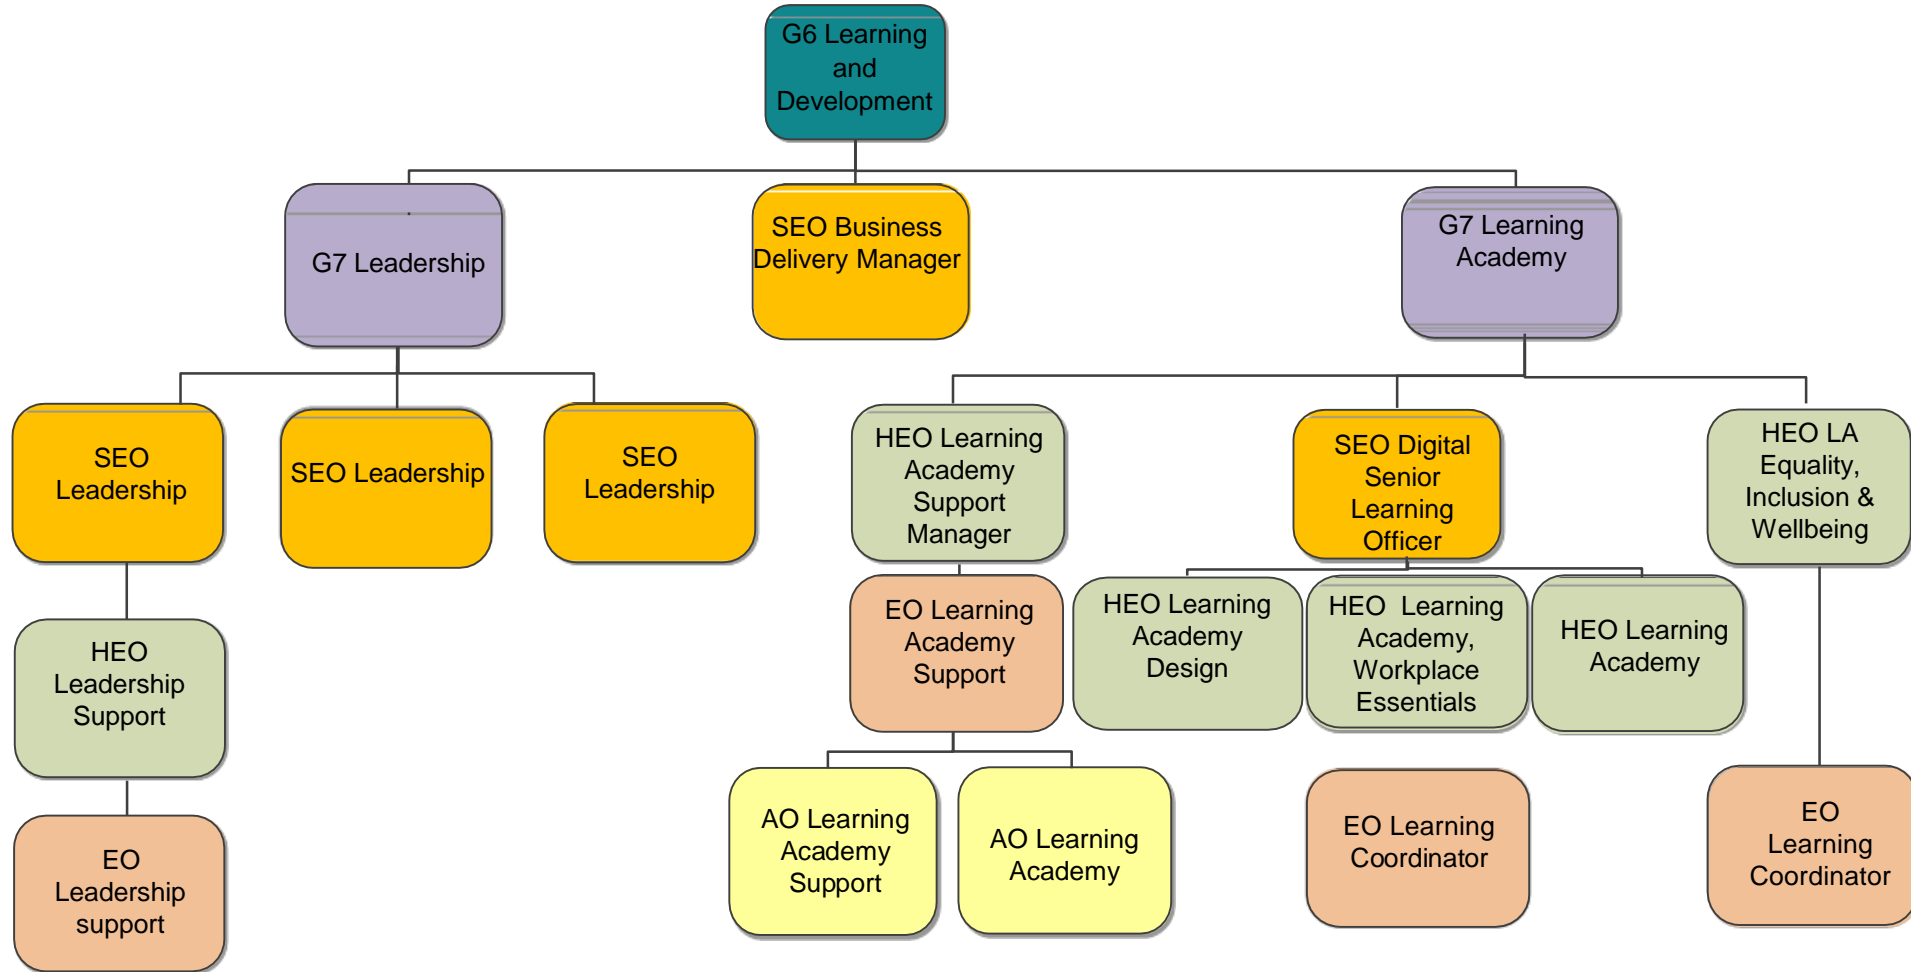 G6 Learning
and
Development
G7 Leadership
SEO Business
Delivery Manager
G7 Learning
Academy
SEO
Leadership
SEO Leadership
SEO
Leadership
HEO Learning
Academy
Support
Manager
SEO Digital
Senior
Learning
Officer
HEO LA
Equality,
Inclusion &
Wellbeing
HEO
Leadership
Support
EO Learning
Academy
Support
HEO Learning
Academy
Design
HEO Learning
Academy,
Workplace
Essentials
HEO Learning
Academy
EO
Leadership
support
AO Learning
Academy
Support
AO Learning
Academy
EO Learning
Coordinator
EO
Learning
Coordinator